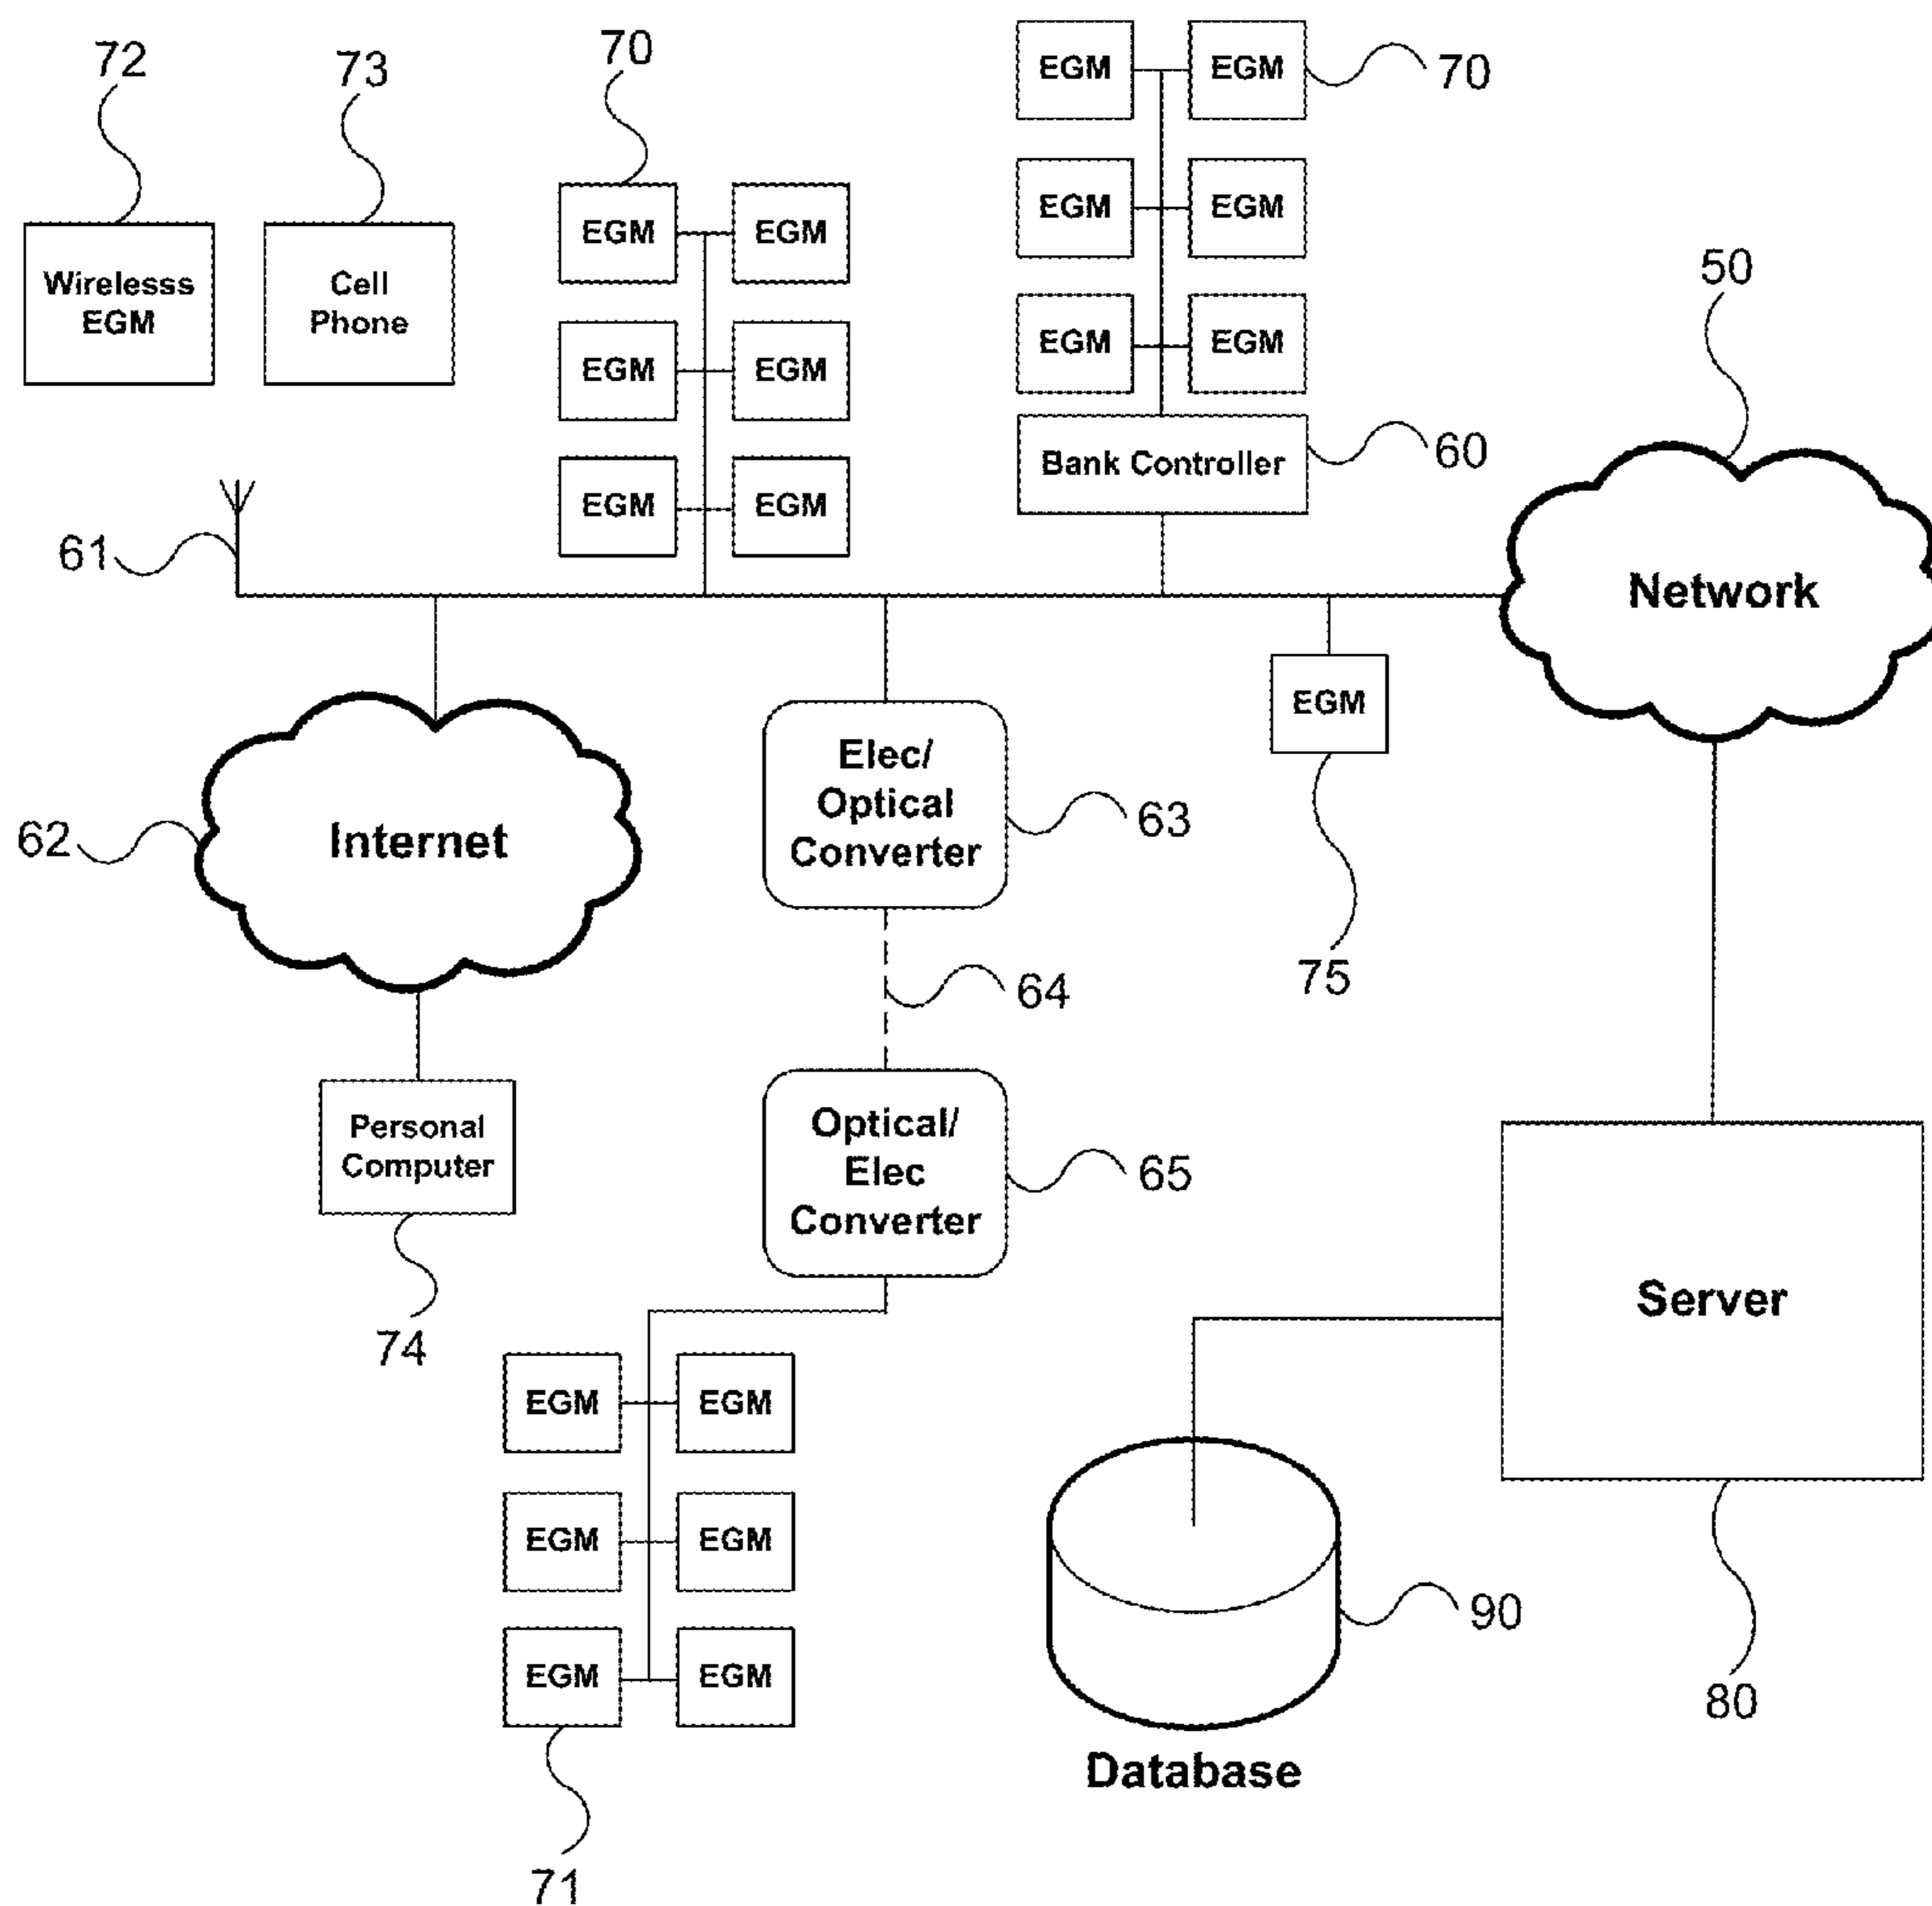 72
73
70
EGM
EGM
70
Wirelesss
EGM
Cell
Phone
EGM
EGM
EGM
EGM
EGM
EGM
EGM
EGM
50
Bank Controller
60
EGM
EGM
61
Network
EGM
75
62
Internet
Elec/
Optical
Converter
63
64
Personal
Computer
74
Optical/
Elec
Converter
65
Server
80
EGM
EGM
EGM
EGM
EGM
EGM
71
90
Database